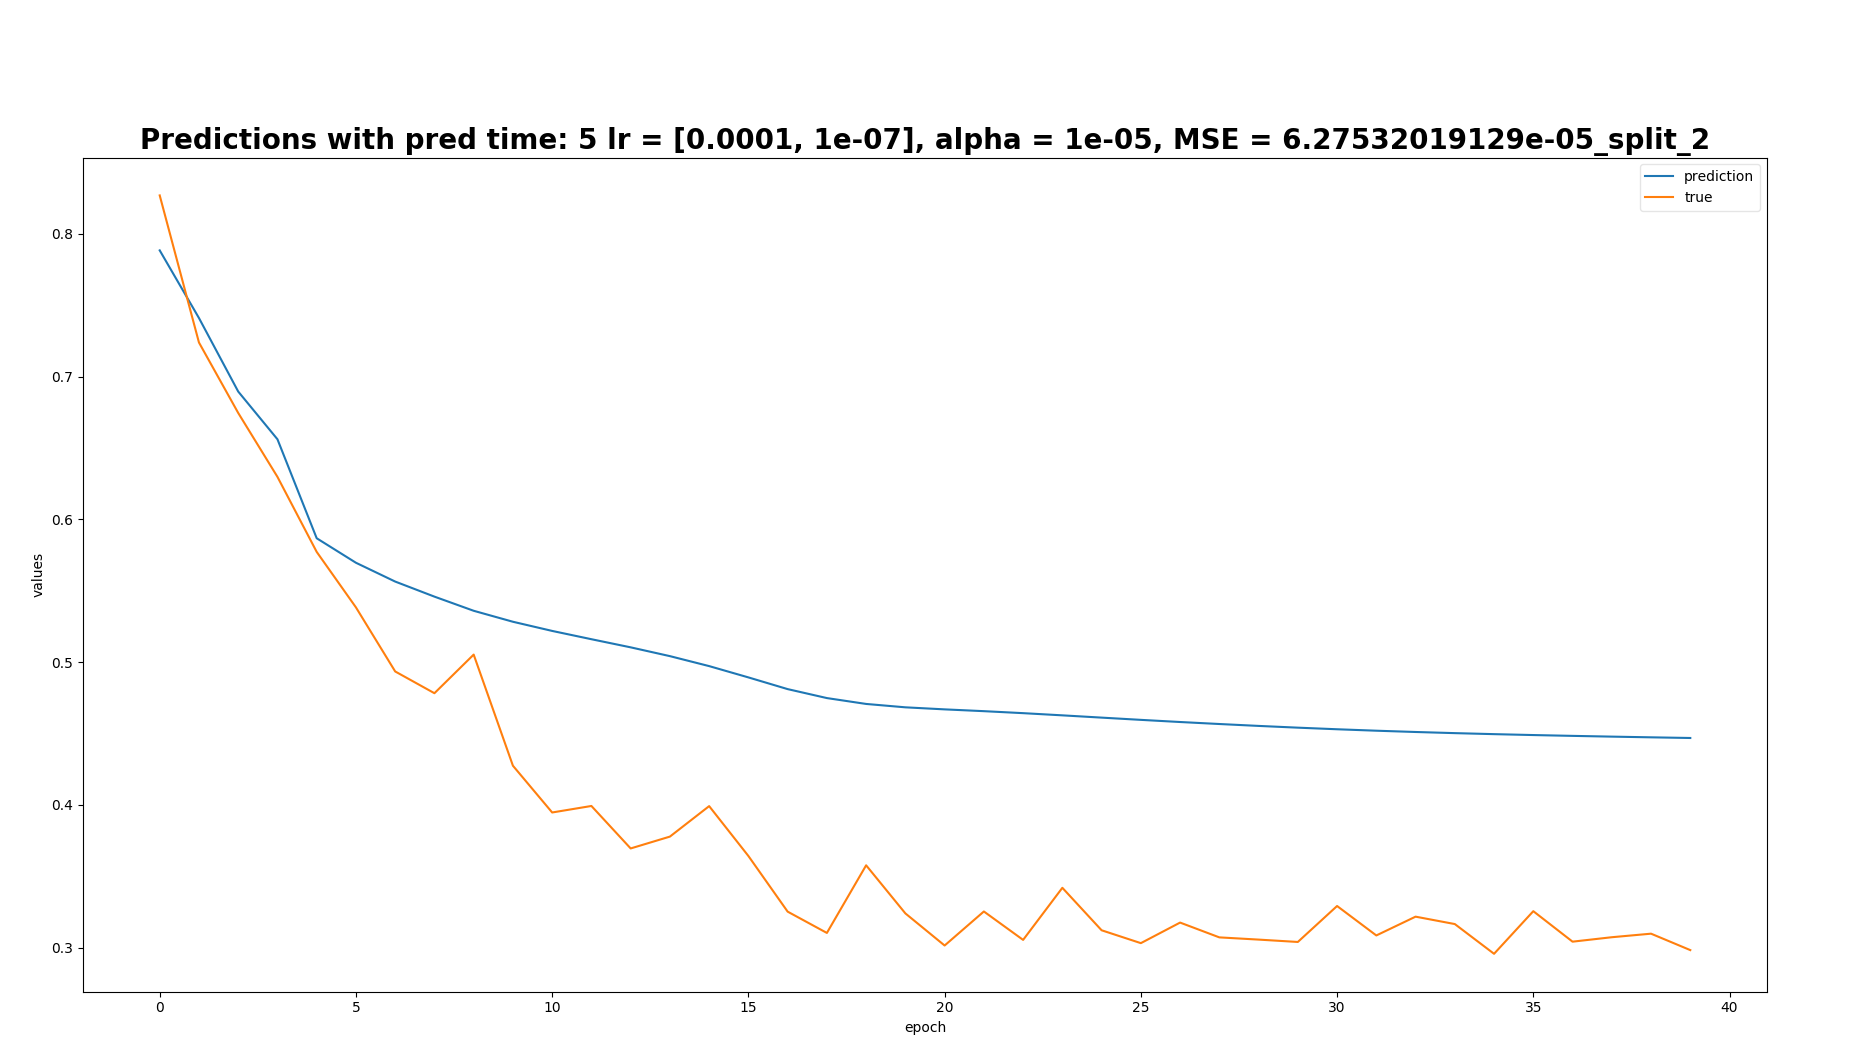 Predictions with pred time: 5 lr = [0.0001, 1e-07], alpha = 1e-05, MSE = 6.27532019129e-05_split_2
prediction
true
values
0.8
0.7
0.6
0.5
0.4
0.3
0 5 10 15 20 25 30 35 40
epoch